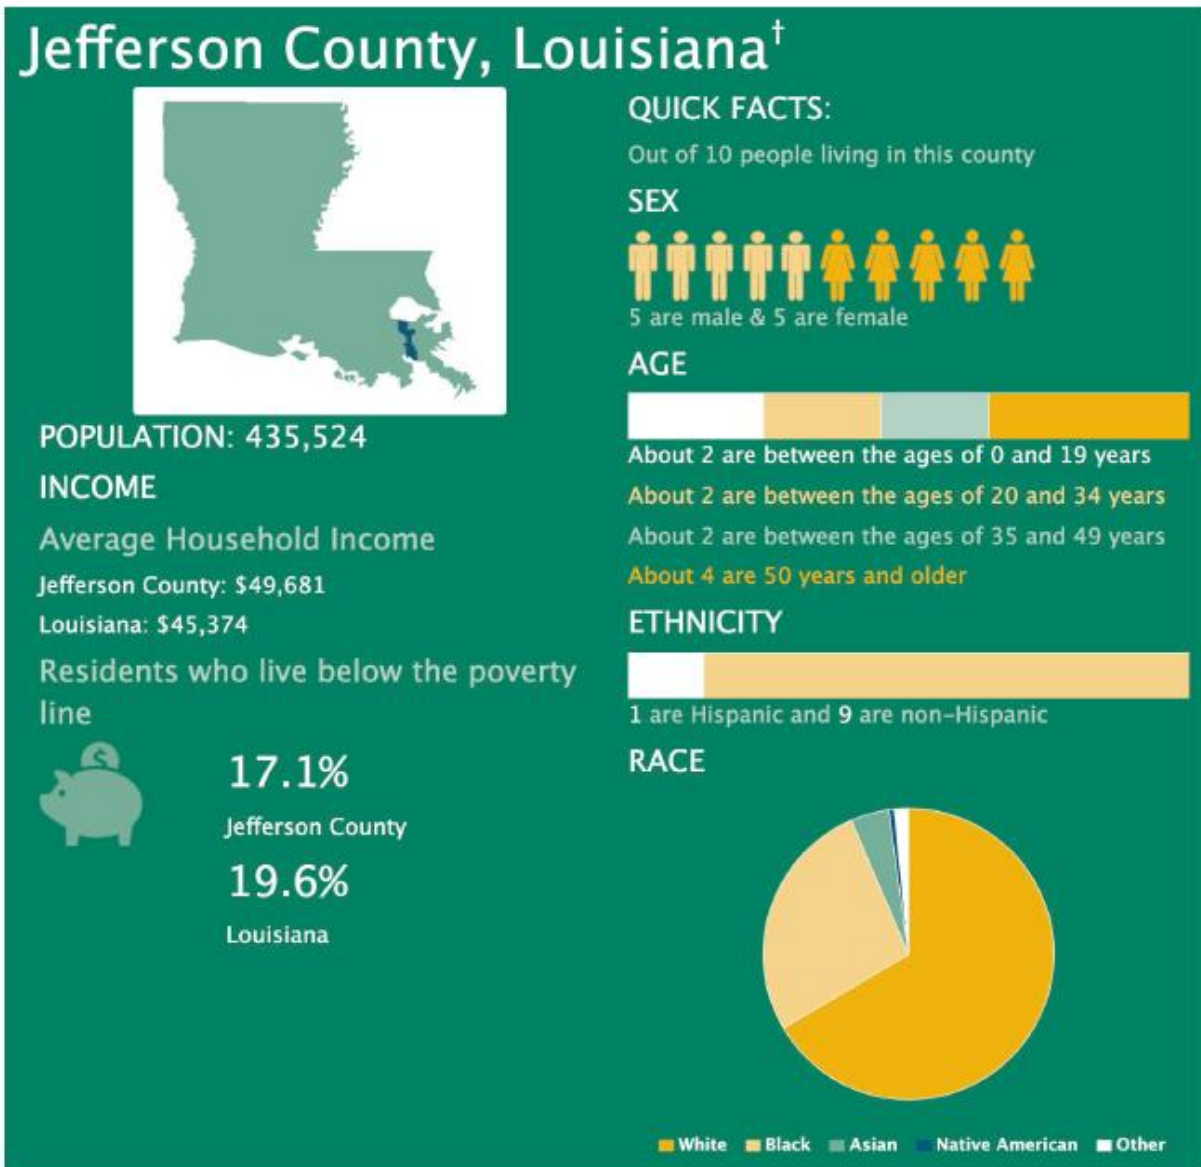 Jefferson County, Louisiana†
POPULATION: 435,524
INCOME
Average Household Income
Jefferson County: $49,681
Louisiana: $45,374
Residents who live below the poverty
line
$
17.1%
Jefferson County
19.6%
Louisiana
QUICK FACTS:
Out of 10 people living in this county
SEX
5 are male & 5 are female
AGE
About 2 are between the ages of 0 and 19 years
About 2 are between the ages of 20 and 34 years
About 2 are between the ages of 35 and 49 years
About 4 are 50 years and older
ETHNICITY
1 are Hispanic and 9 are non-Hispanic
RACE
White Black Asian Native American Other